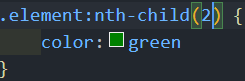 .element:nth-child(2) {
    color: green
}